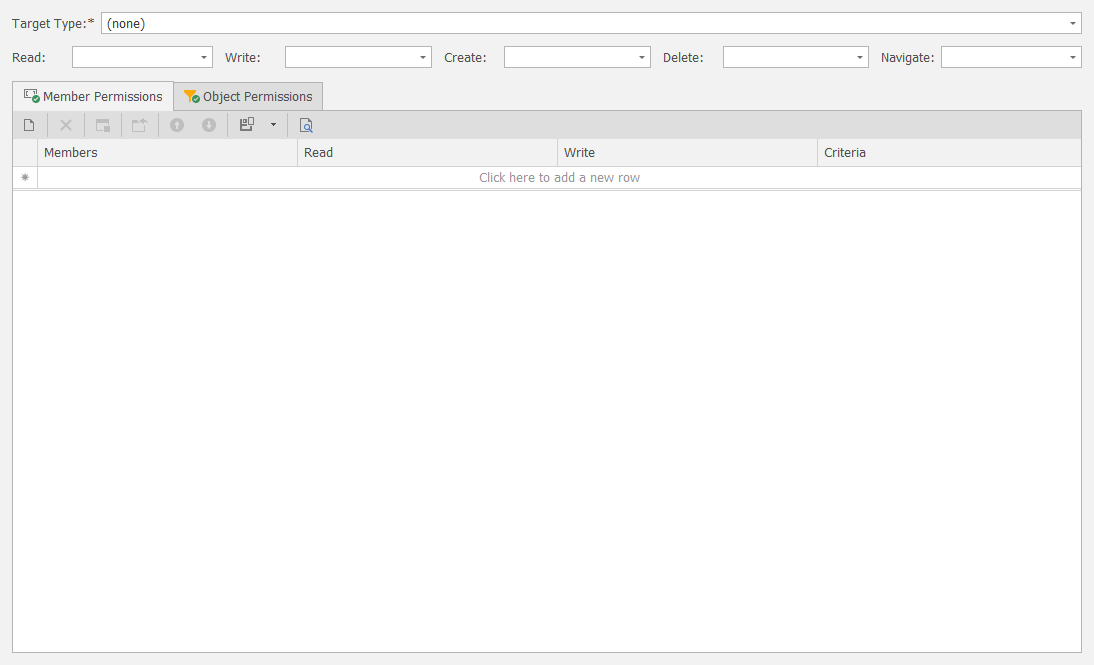 Target Type:* (none)
Read: Write: Create: Delete: Navigate:
Member Permissions Object Permissions
Members Read Write Criteria
Click here to add a new row